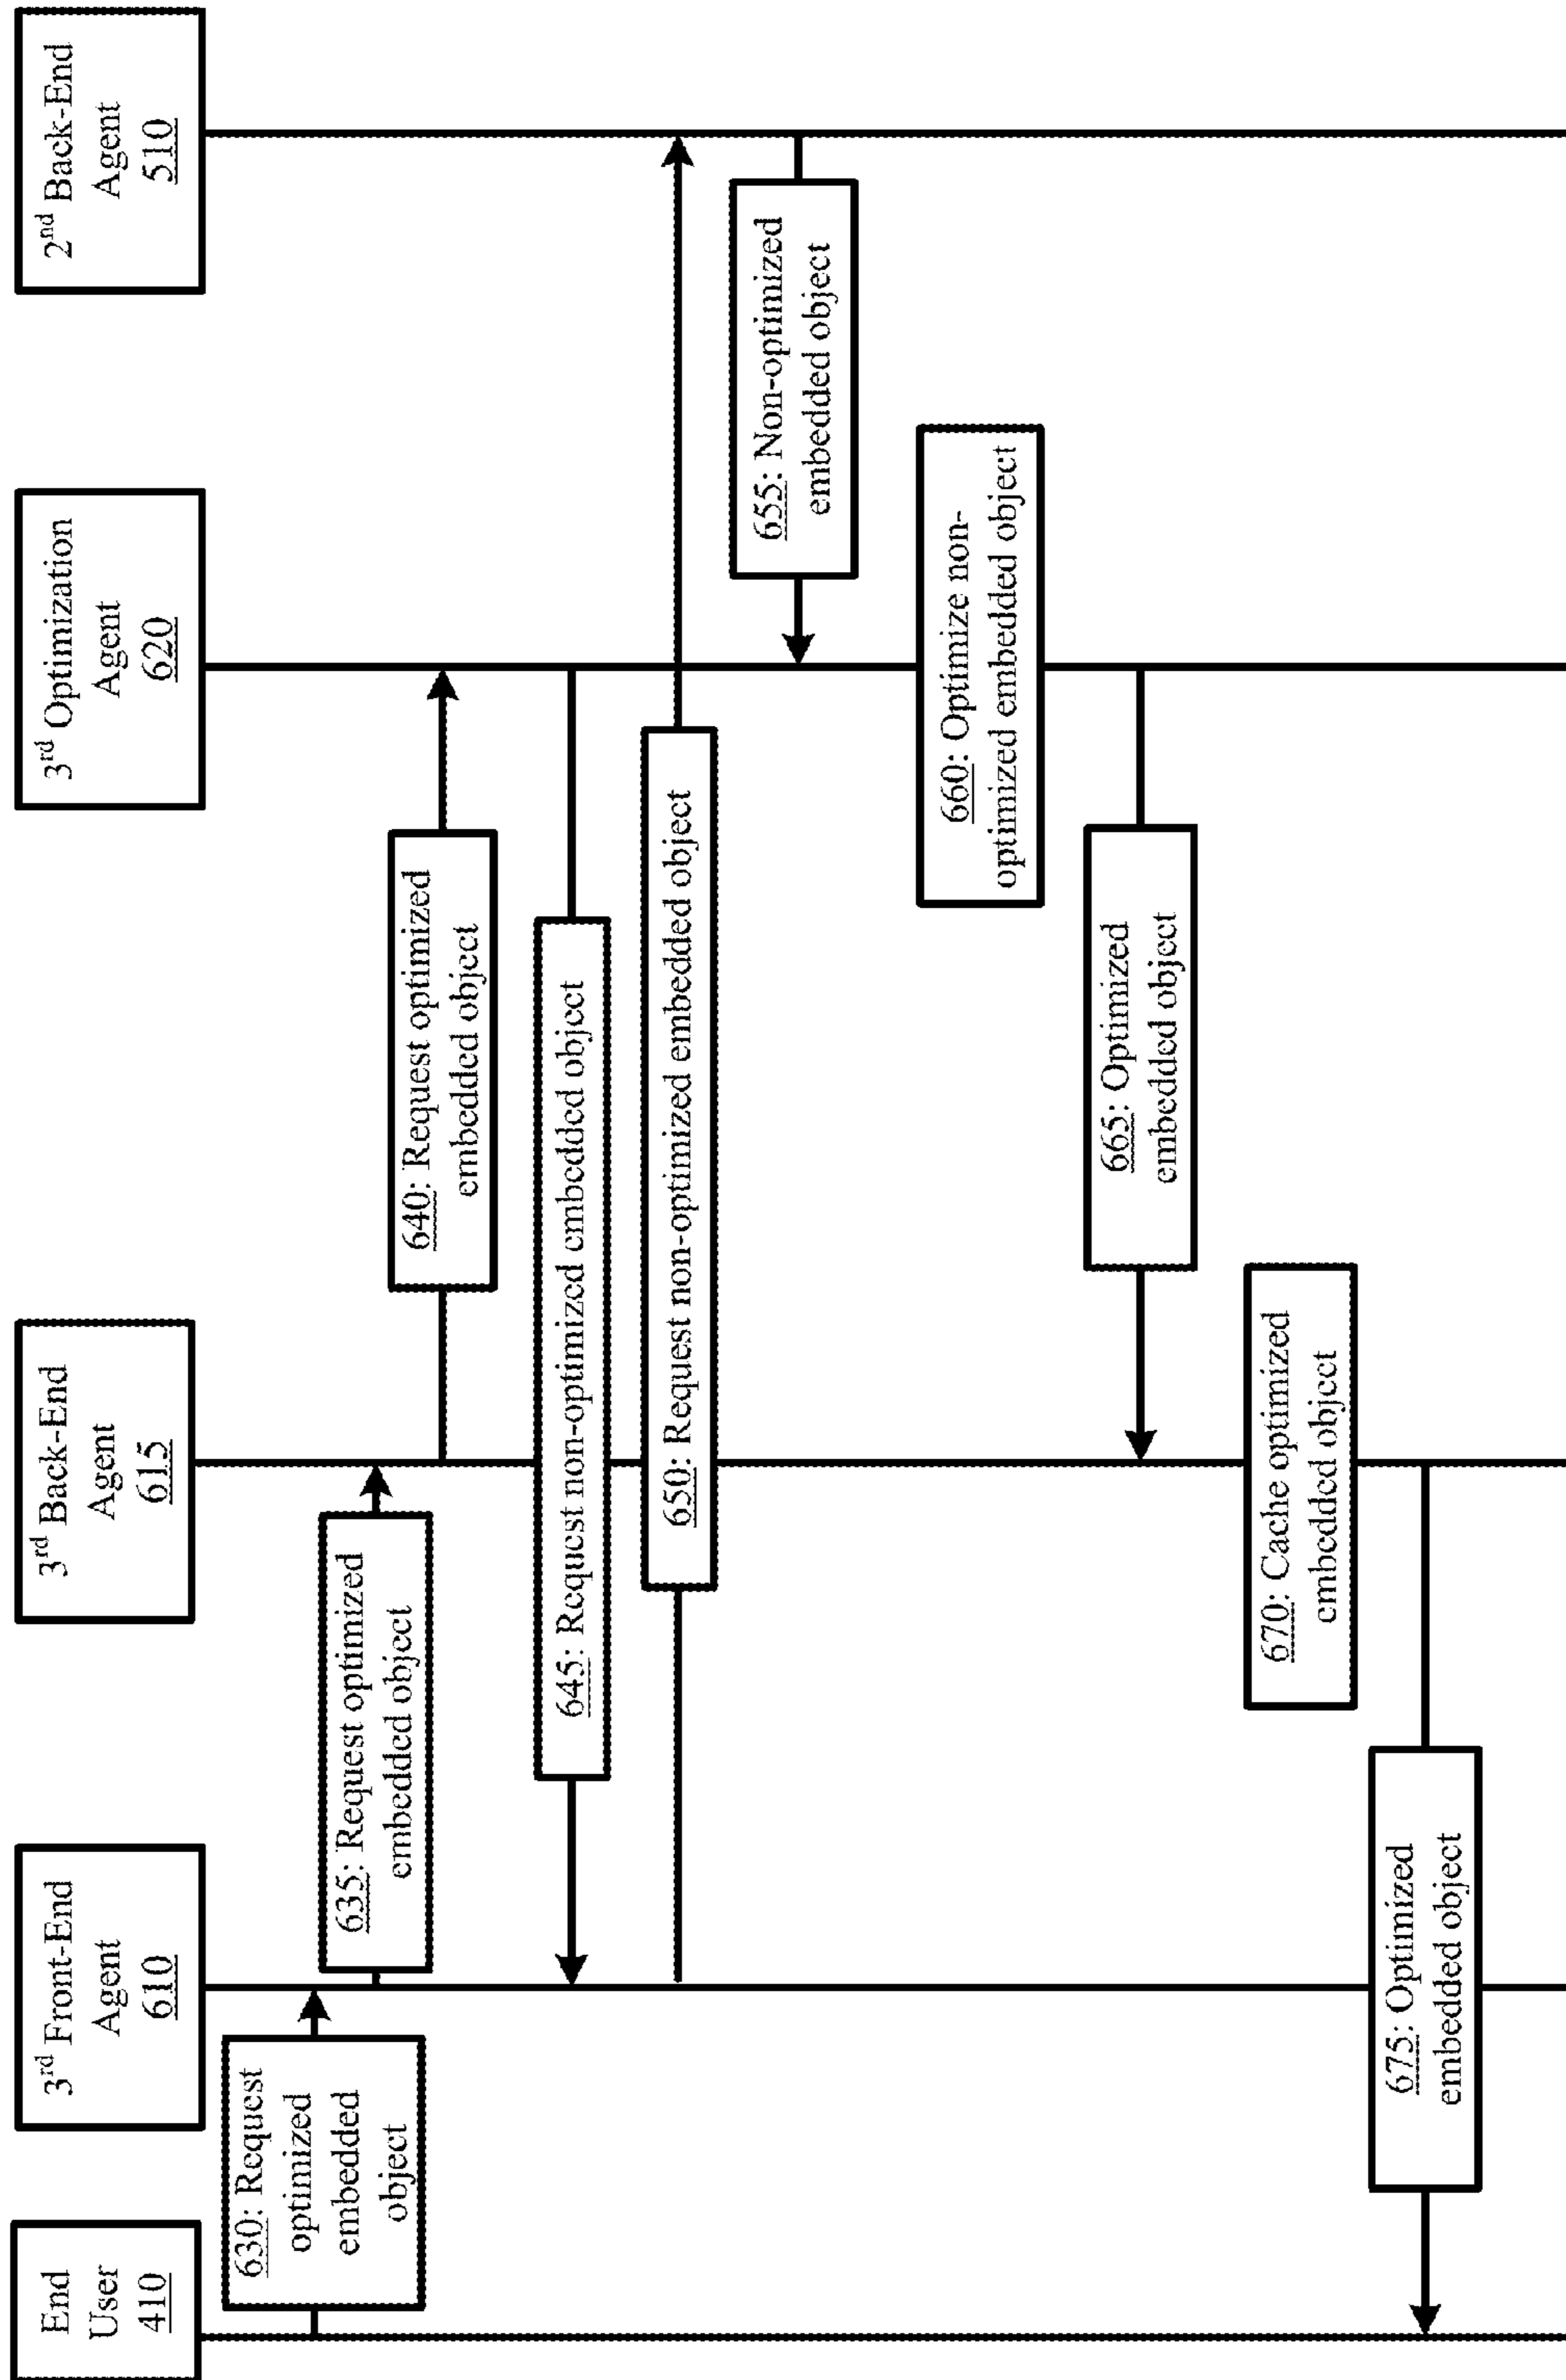 End
User
410
3rd Front-End
Agent
610
3rd Back-End
Agent
615
3rd Optimization
Agent
620
2nd Back-End
Agent
510
630: Request
optimized
embedded
object
635: Request optimized
embedded object
640: Request optimized
embedded object
645: Request non-optimized embedded object
650: Request non-optimized embedded object
655: Non-optimized
embedded object
660: Optimize non-
optimized embedded object
665: Optimized
embedded object
670: Cache optimized
embedded object
675: Optimized
embedded object